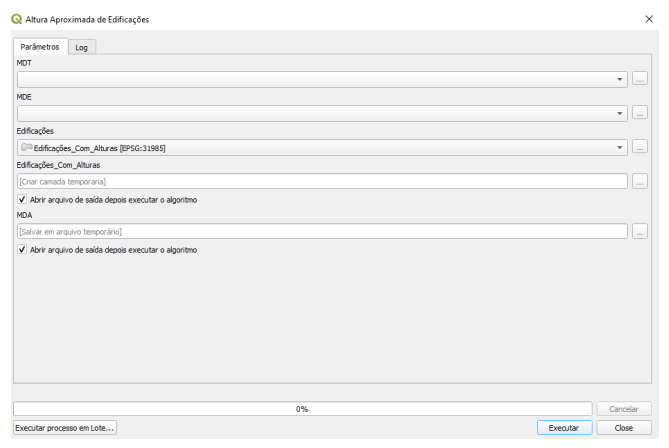 Altura Aproximada de Edificações
Parâmetros Log
MDT
...
MDE
...
Edificações
Edificações_Com_Alturas [EPSG:31985]
...
Edificações_Com_Alturas
[Criar camada temporaria]
...
Abrir arquivo de saída depois executar o algoritmo
MDA
[Salvar em arquivo temporário]
...
Abrir arquivo de saída depois executar o algoritmo
0%
Cancelar
Executar processo em Lote...
Executar
Close